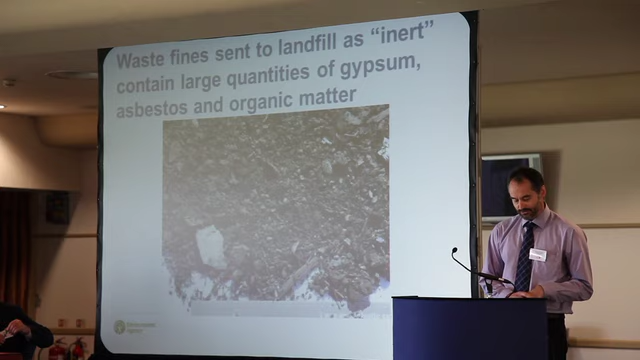 Waste fines sent to landfill as “inert”
contain large quantities of gypsum,
asbestos and organic matter